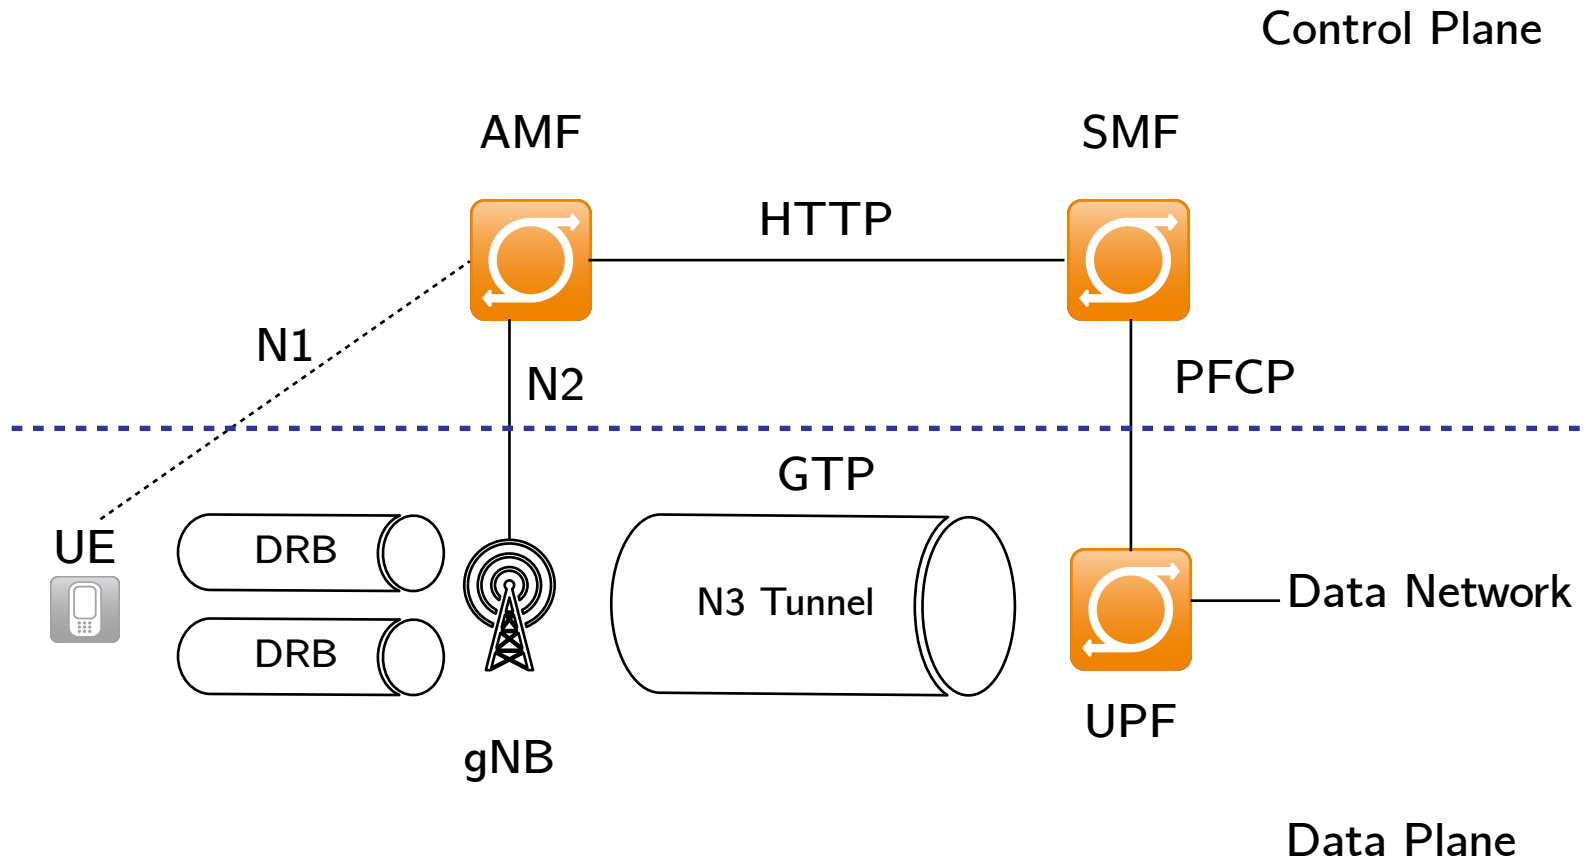 Control Plane
AMF
SMF
HTTP
N1
N2
PFCP
GTP
UE
DRB
DRB
N3 Tunnel
Data Network
UPF
gNB
Data Plane